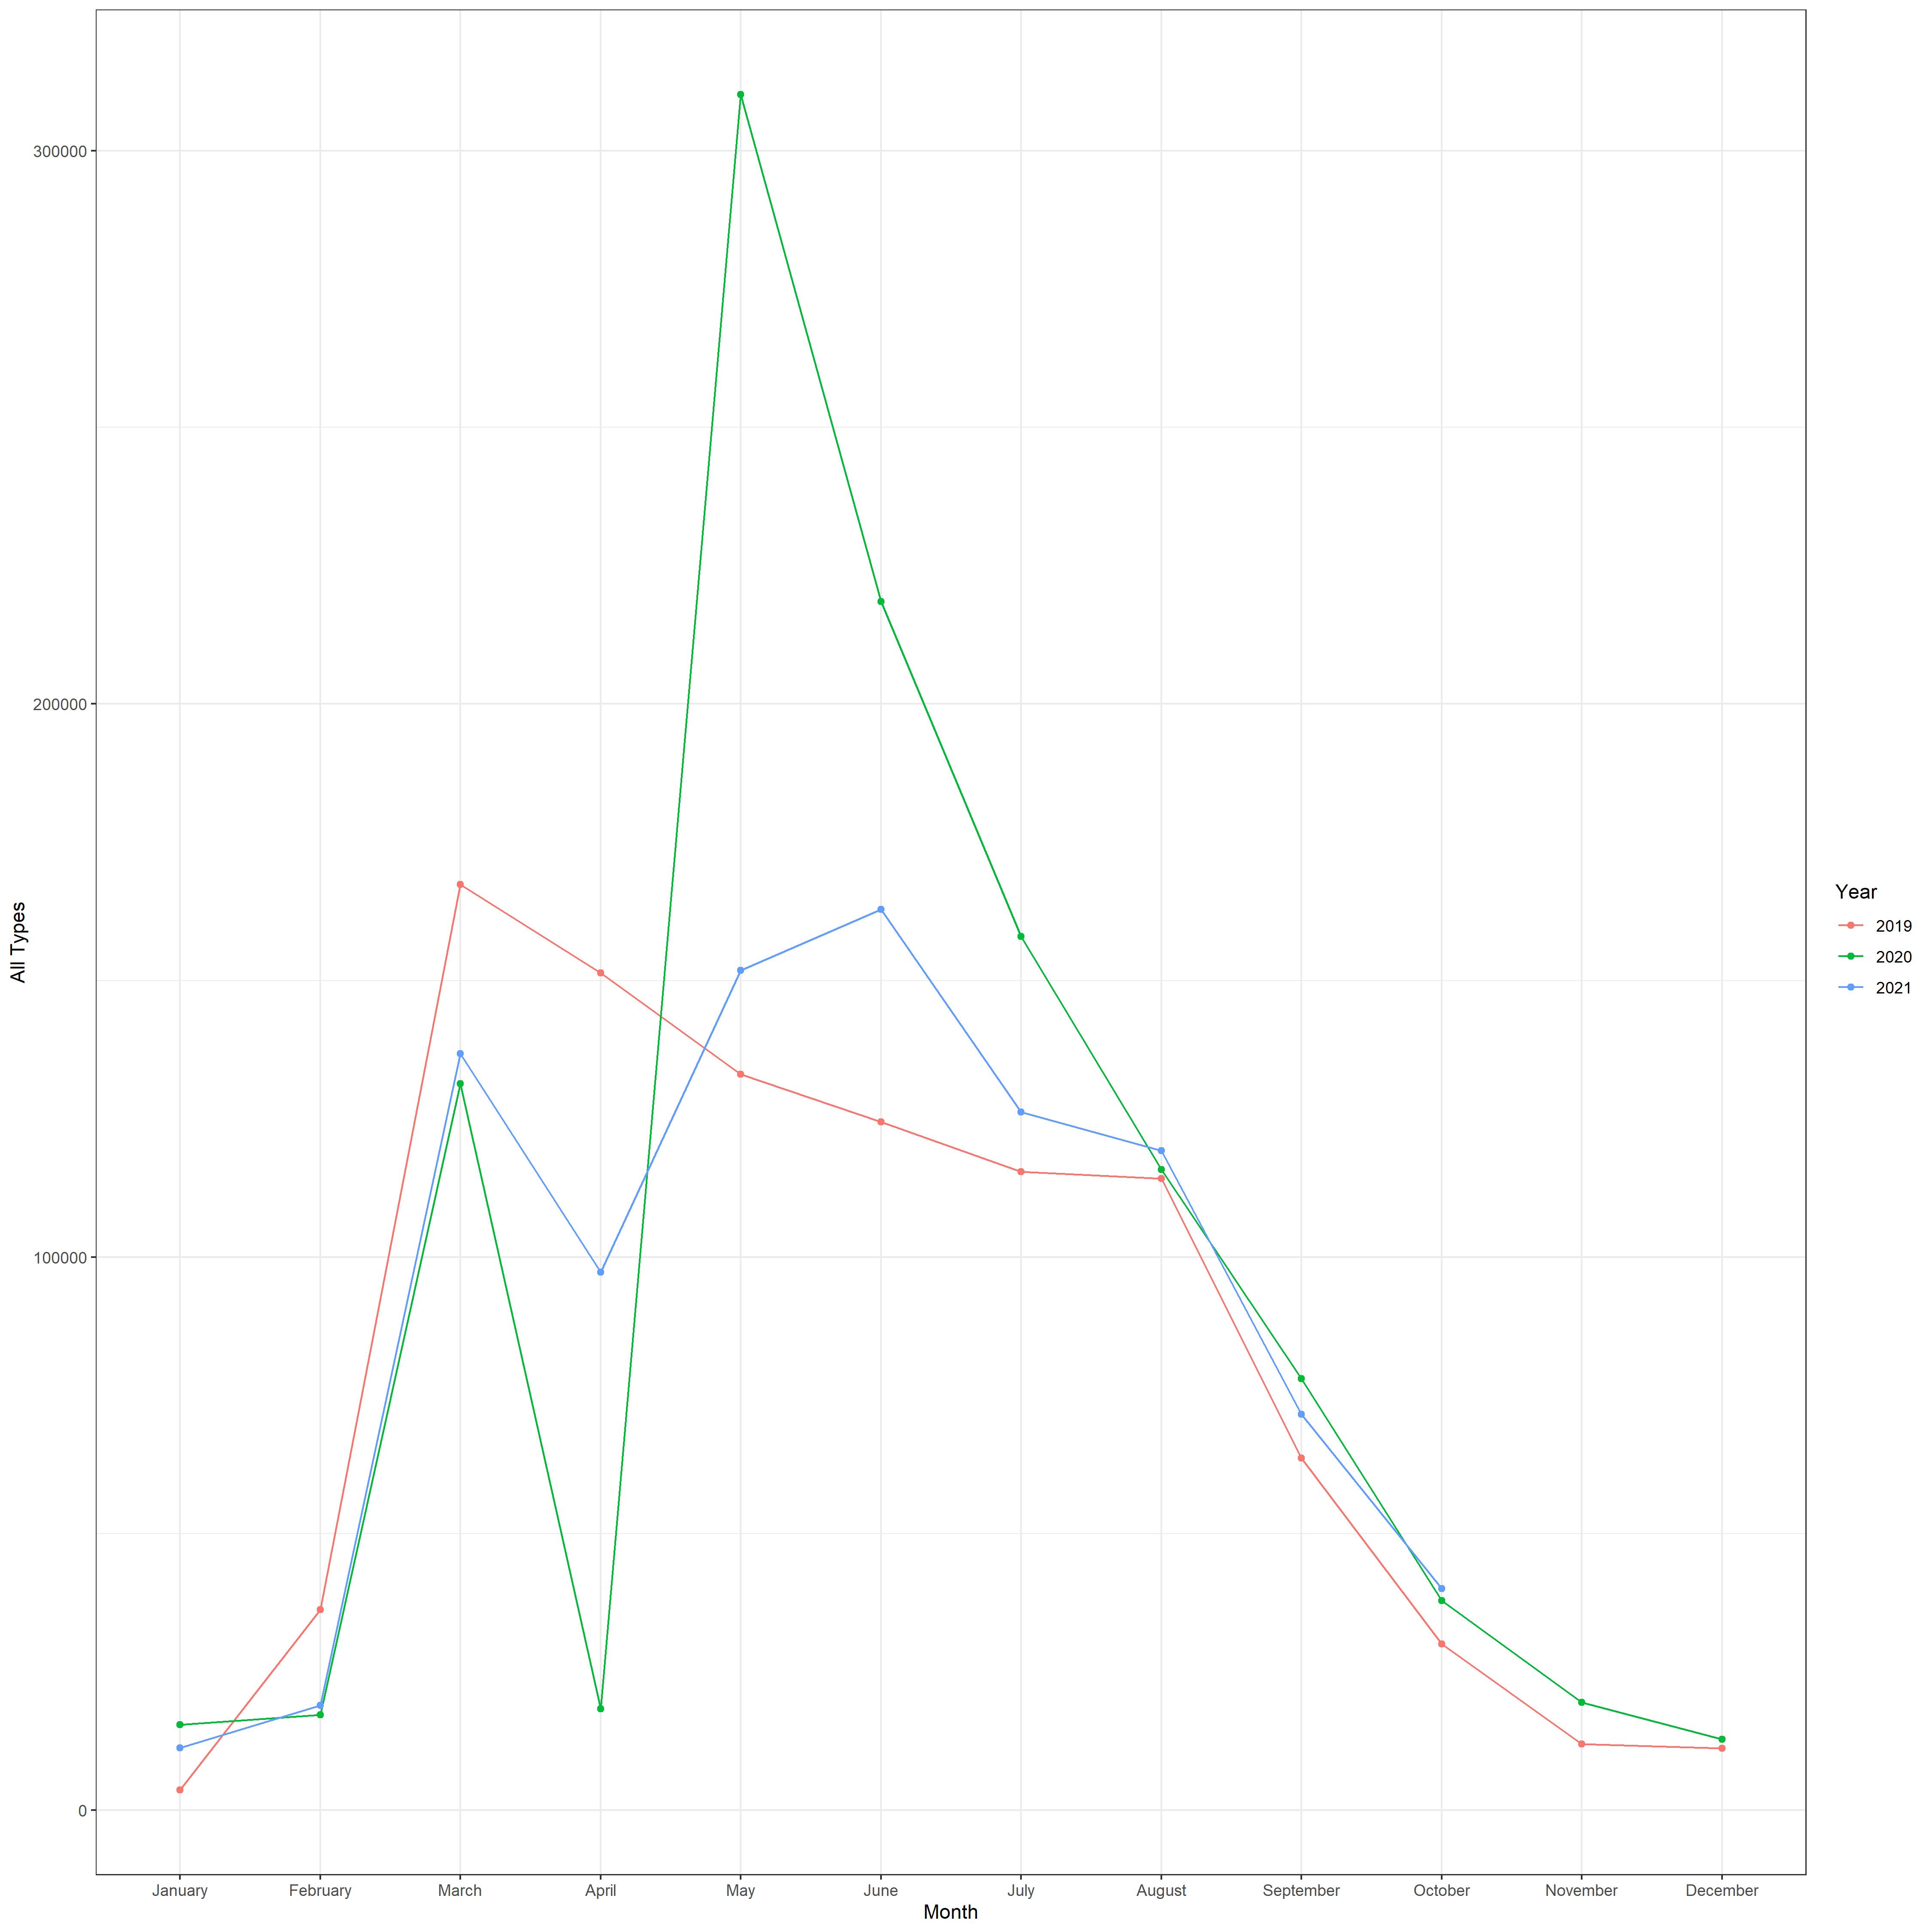 300000
200000
100000
0
All Types
January February March April May June July August September October November December
Month
Year
2019
2020
2021